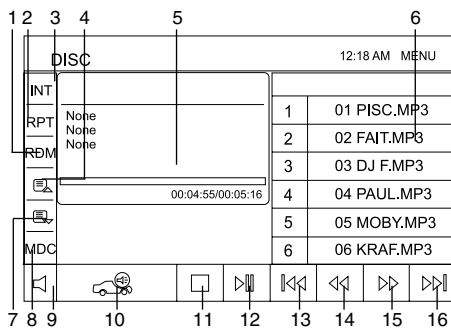 1 2 3 4 5 6
DISC 12:18 AM MENU
INT
RPT
RDM
MDC
None
None
None
00:04:55/00:05:16
1 01 PISC.MP3
2 02 FAIT.MP3
3 03 DJ F.MP3
4 04 PAUL.MP3
5 05 MOBY.MP3
6 06 KRAF.MP3
7 8 9 10 11 12 13 14 15 16